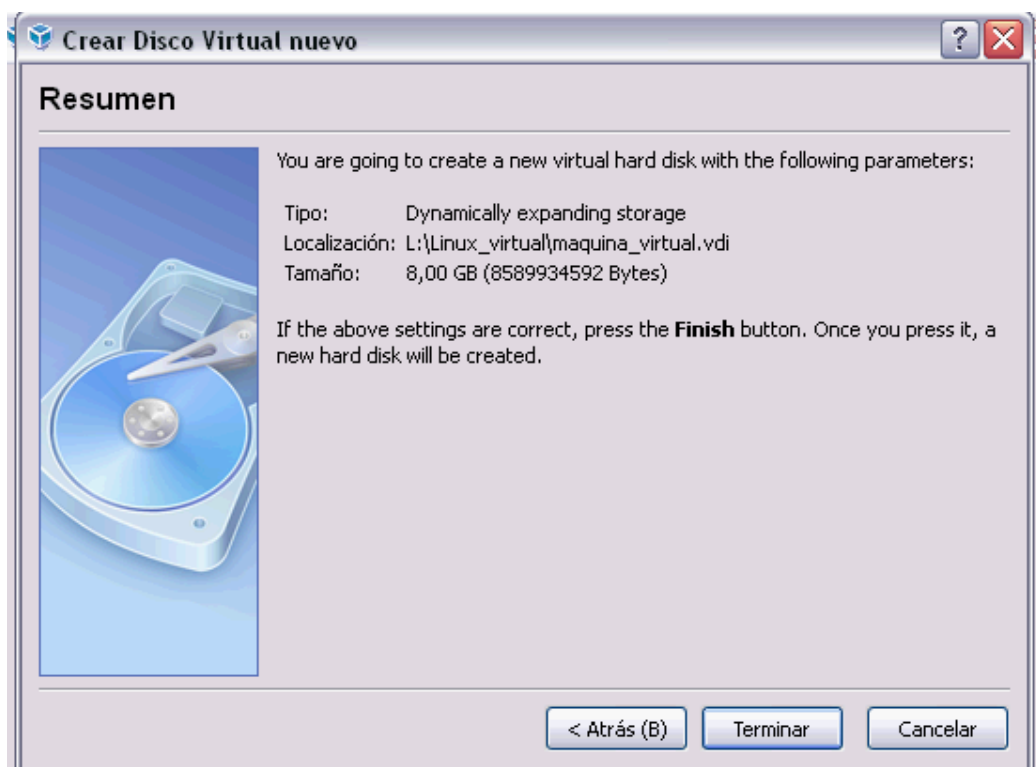 Crear Disco Virtual nuevo
?
Resumen
You are going to create a new virtual hard disk with the following parameters:
Tipo: Dynamically expanding storage
Localización: L:\Linux_virtual\maquina_virtual.vdi
Tamaño: 8,00 GB (8589934592 Bytes)
If the above settings are correct, press the Finish button. Once you press it, a
new hard disk will be created.
< Atrás (B) Terminar Cancelar